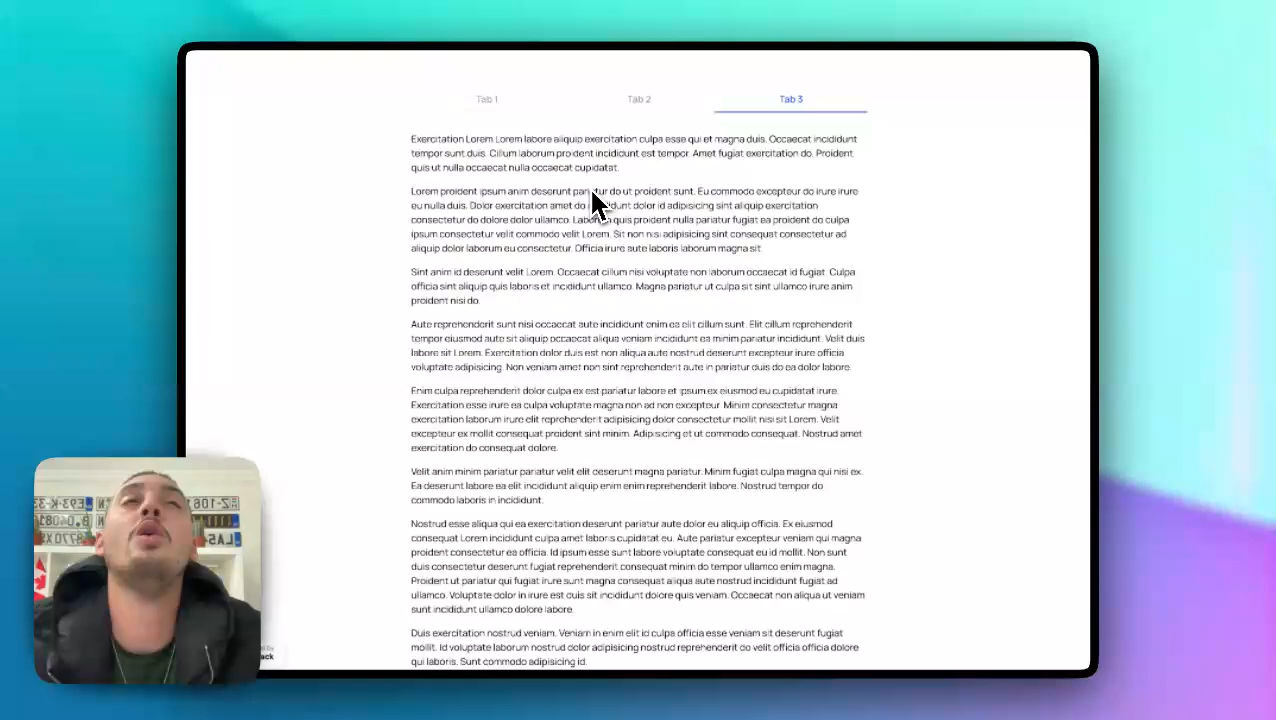 Tab 1
Tab 2
Tab 3
Exercitation Lorem Lorem labore aliquip exercitation culpa esse qui et magna duis. Occaecat incididunt
tempor sunt duis. Cillum laborum proident incididunt est tempor. Amet fugiat exercitation do. Proident
quis ut nulla occaecat nulla occaecat cupidatat.
Lorem proident ipsum anim deserunt pariatur do ut proident sunt. Eu commodo excepteur do irure irure
eu nulla duis. Dolor exercitation amet do incididunt dolor id adipisicing sint aliquip exercitation
consectetur do dolore dolor ullamco. Laboris quis proident nulla pariatur fugiat ea proident do culpa
ipsum consectetur velit commodo velit Lorem. Sit non nisi adipisicing sint consequat consectetur ad
aliquip dolor laborum eu consectetur. Officia irure aute laboris laborum magna sit
Sint anim id deserunt velit Lorem. Occaecat cillum nisi voluptate non laborum occaecat id fugiat. Culpa
officia sint aliquip quis laboris et incididunt ullamco. Magna pariatur ut culpa sit sint ullamco irure anim
proident nisi do.
Aute reprehenderit sunt nisi occaecat aute incididunt enim ea elit cillum sunt. Elit cillum reprehenderit
tempor eiusmod aute sit aliquip occaecat aliqua veniam incididunt ea minim pariatur incididunt. Velit duis
labore sit Lorem. Exercitation dolor duis est non aliqua aute nostrud deserunt excepteur irure officia
voluptate adipisicing. Non veniam amet non sint reprehenderit aute in pariatur duis do ea dolor labore.
Enim culpa reprehenderit dolor culpa ex est pariatur labore et ipsum ex eiusmod eu cupidatat irure.
Exercitation esse irure ea culpa voluptate magna non ad non excepteur. Minim consectetur magna
exercitation laborum irure elit reprehenderit adipisicing dolor consectetur mollit nisi sit Lorem. Velit
excepteur ex mollit consequat proident sint minim. Adipisicing et ut commodo consequat. Nostrud amet
exercitation do consequat dolore.
Velit anim minim pariatur pariatur velit elit deserunt magna pariatur. Minim fugiat culpa magna qui nisi ex.
Ea deserunt labore ea elit incididunt aliquip enim enim reprehenderit labore. Nostrud tempor do
commodo laboris in incididunt.
Nostrud esse aliqua qui ea exercitation deserunt pariatur aute dolor eu aliquip officia. Ex eiusmod
consequat Lorem incididunt culpa amet laboris cupidatat eu. Aute pariatur excepteur veniam qui magna
proident consectetur ea officia. Id ipsum esse sunt labore voluptate consequat eu id mollit. Non sunt
duis consectetur deserunt fugiat reprehenderit consequat minim do tempor ullamco enim magna.
Proident ut pariatur qui fugiat irure sunt magna consequat aliqua aute nostrud incididunt fugiat ad
ullamco. Voluptate dolor in irure est duis sit incididunt dolore quis veniam. Occaecat non aliqua ut veniam
sunt incididunt ullamco dolore labore.
Duis exercitation nostrud veniam. Veniam in enim elit id culpa officia esse veniam sit deserunt fugiat
mollit. Id voluptate laborum nostrud dolor adipisicing nostrud reprehenderit do velit officia officia dolore
qui laboris. Sunt commodo adipisicing id.